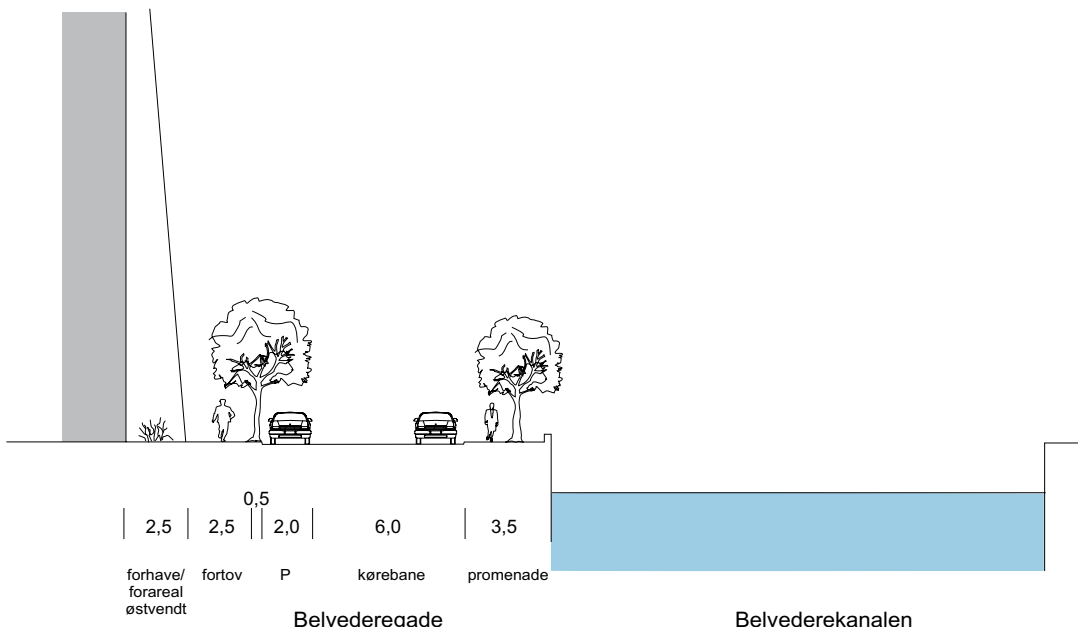 0,5
2,5 2,5 2,0 6,0 3,5
forhave/ fortov P kørebane promenade
forareal
østvendt
Belvederegade Belvederekanalen